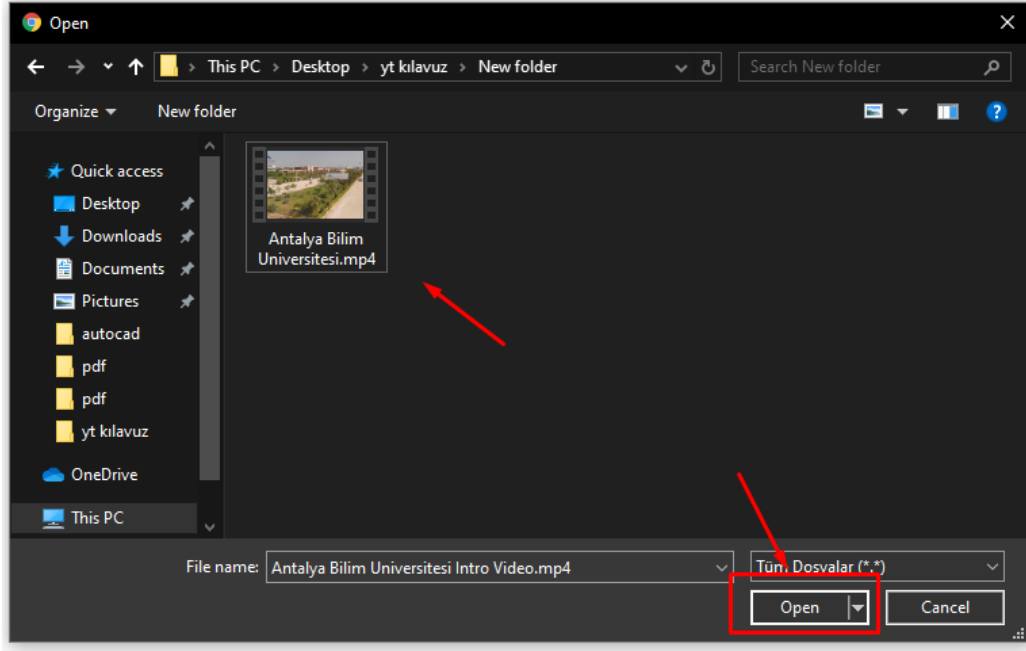 Open
This PC > Desktop > yt kılavuz > New folder
Search New folder
Organize
New folder
Quick access
Desktop
Downloads
Documents
Pictures
autocad
pdf
pdf
yt kılavuz
OneDrive
This PC
Antalya Bilim
Universitesi.mp4
File name:
Antalya Bilim Universitesi Intro Video.mp4
Tüm Dosyalar (*.*)
Open
Cancel